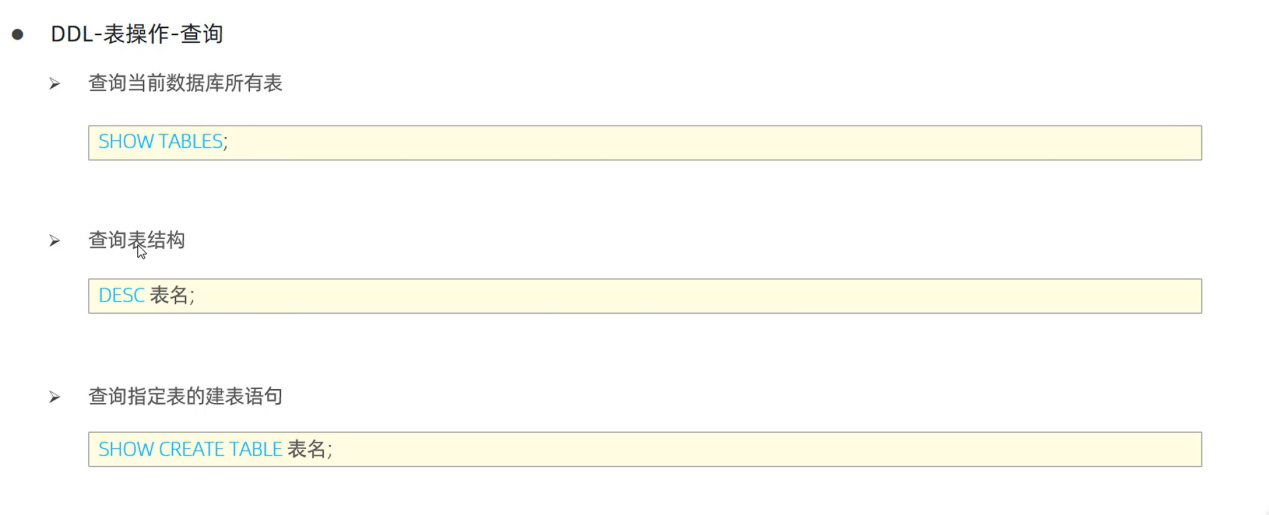 DDL-表操作-查询
查询当前数据库所有表
SHOW TABLES;
查询表结构
DESC 表名;
查询指定表的建表语句
SHOW CREATE TABLE 表名;